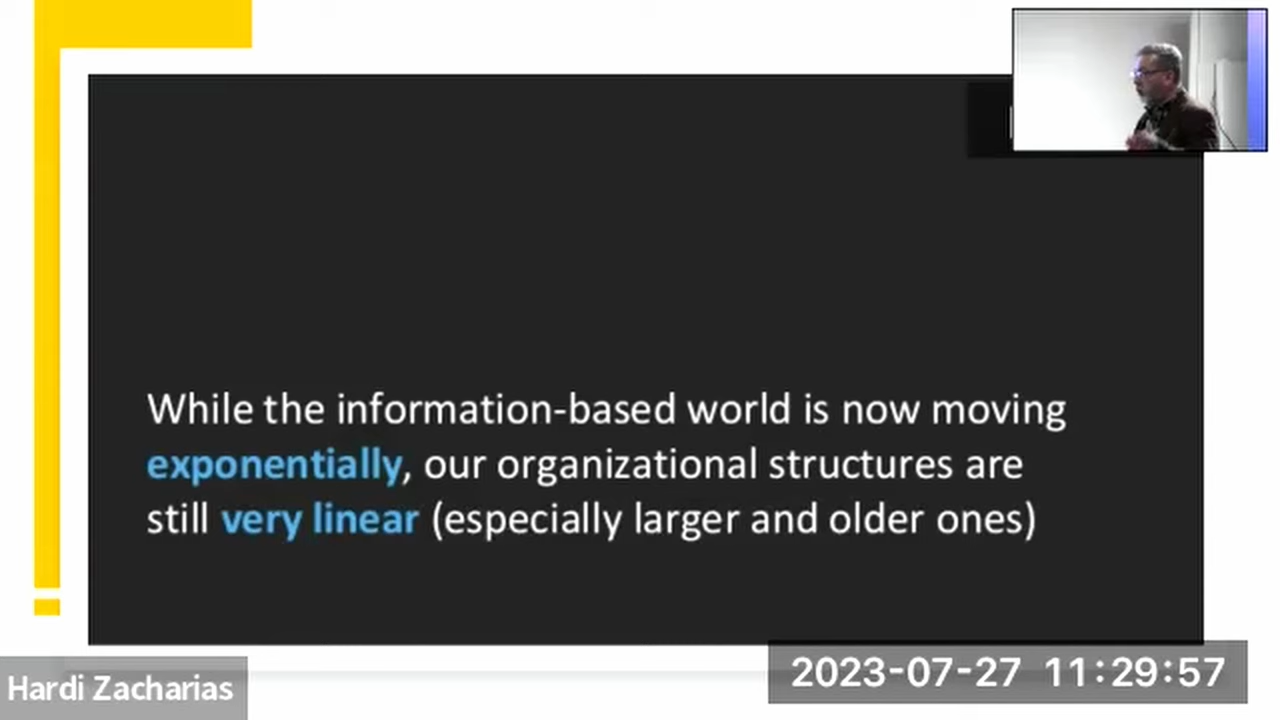 While the information-based world is now moving
exponentially, our organizational structures are
still very linear (especially larger and older ones)
Hardi Zacharias
2023-07-27 11:29:57